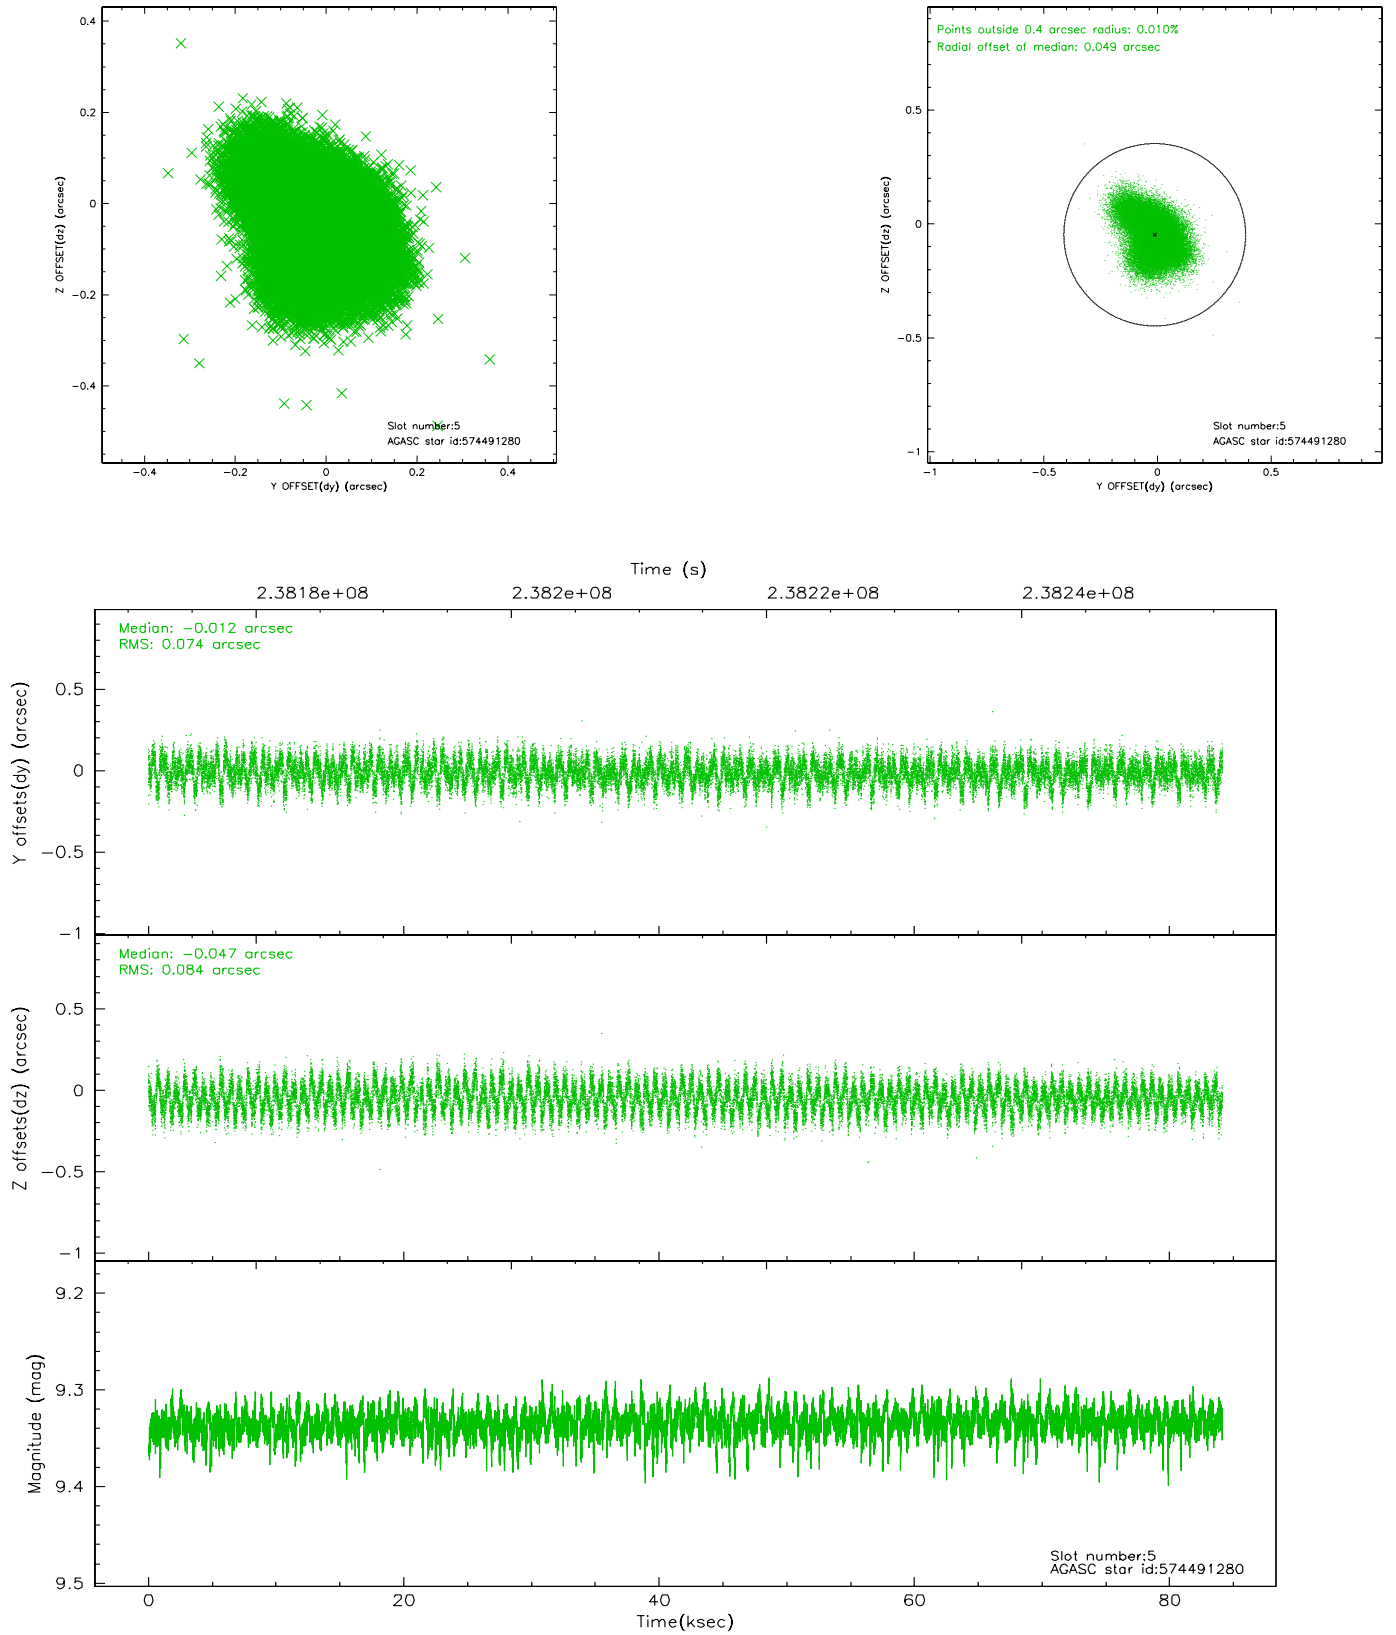 0.4
0.2
0
-0.2
-0.4
Z OFFSET(dz) (arcsec)
-0.4 -0.2 0 0.2 0.4
Y OFFSET(dy) (arcsec)
Slot number:5
AGASC star id:574491280
Points outside 0.4 arcsec radius: 0.010%
Radial offset of median: 0.049 arcsec
0.5
0
-0.5
-1
Z OFFSET(dz) (arcsec)
-1 -0.5 0 0.5
Y OFFSET(dy) (arcsec)
Slot number:5
AGASC star id:574491280
Time (s)
2.3818e+08 2.382e+08 2.3822e+08 2.3824e+08
Median: -0.012 arcsec
RMS: 0.074 arcsec
0.5
0
-0.5
-1
Y offsets(dy) (arcsec)
Median: -0.047 arcsec
RMS: 0.084 arcsec
0.5
0
-0.5
-1
Z offsets(dz) (arcsec)
9.2
9.3
9.4
9.5
Magnitude (mag)
Slot number:5
AGASC star id:574491280
0 20 40 60 80
Time(ksec)